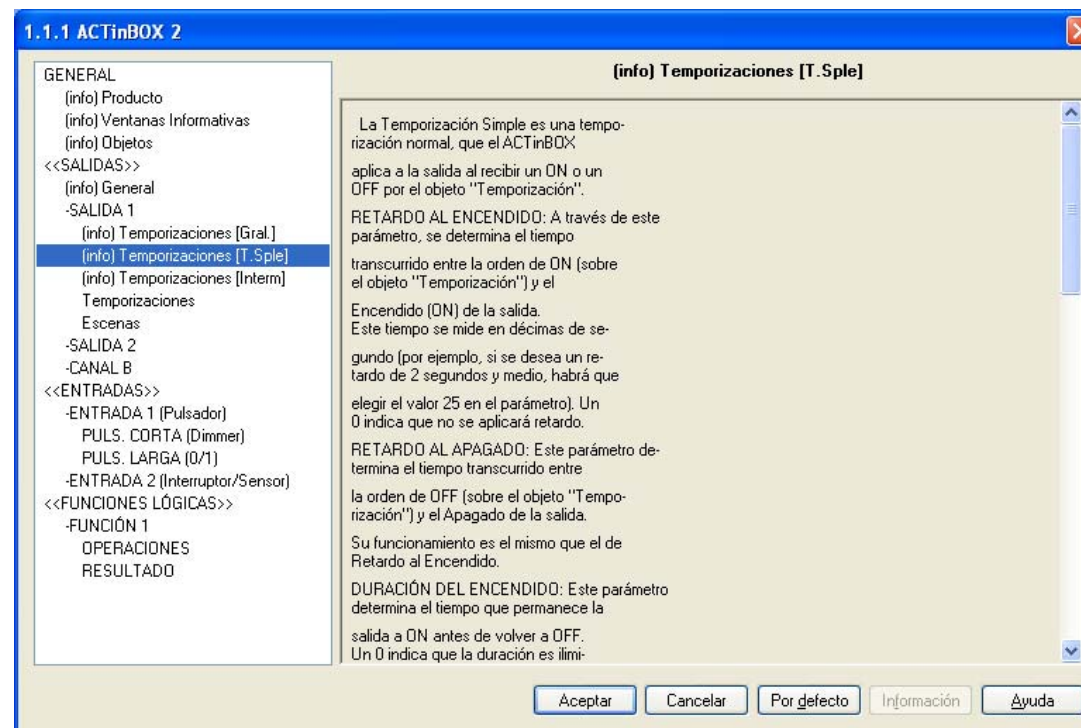 1.1.1 ACTinBOX 2
GENERAL
(info) Producto
(info) Ventanas Informativas
(info) Objetos
<<SALIDAS>>
(info) General
-SALIDA 1
(info) Temporizaciones [Gral.]
(info) Temporizaciones [T.Sple]
(info) Temporizaciones [Interm]
Temporizaciones
Escenas
-SALIDA 2
-CANAL B
<<ENTRADAS>>
-ENTRADA 1 (Pulsador)
PULS. CORTA (Dimmer)
PULS. LARGA (0/1)
-ENTRADA 2 (Interruptor/Sensor)
<<FUNCIONES LÓGICAS>>
-FUNCIÓN 1
OPERACIONES
RESULTADO
(info) Temporizaciones [T.Sple]
La Temporización Simple es una tempo-
rización normal, que el ACTinBOX
aplica a la salida al recibir un ON o un
OFF por el objeto "Temporización".
RETARDO AL ENCENDIDO: A través de este
parámetro, se determina el tiempo
transcurrido entre la orden de ON (sobre
el objeto "Temporización") y el
Encendido (ON) de la salida.
Este tiempo se mide en décimas de se-
gundo (por ejemplo, si se desea un re-
tardo de 2 segundos y medio, habrá que
elegir el valor 25 en el parámetro). Un
0 indica que no se aplicará retardo.
RETARDO AL APAGADO: Este parámetro de-
termina el tiempo transcurrido entre
la orden de OFF (sobre el objeto "Tempo-
rización") y el Apagado de la salida.
Su funcionamiento es el mismo que el de
Retardo al Encendido.
DURACIÓN DEL ENCENDIDO: Este parámetro
determina el tiempo que permanece la
salida a ON antes de volver a OFF.
Un 0 indica que la duración es ilimi-
Aceptar
Cancelar
Por defecto
Información
Ayuda